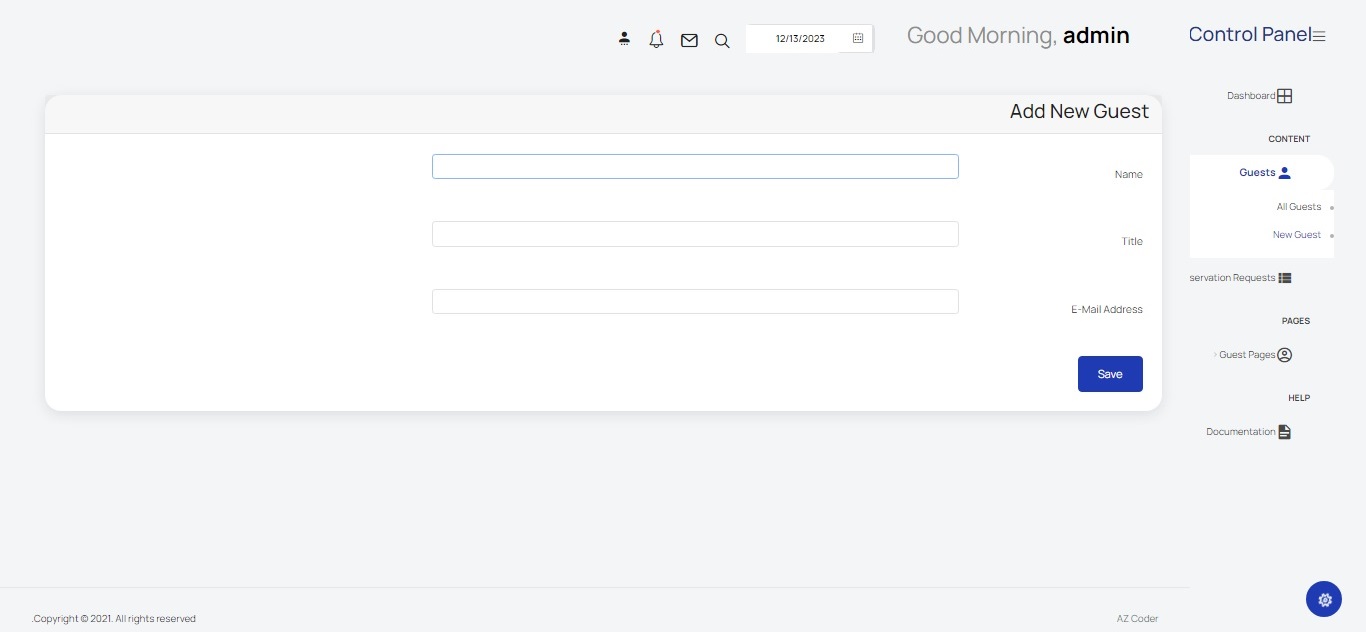 Control Panel
Good Morning, admin
12/13/2023
Dashboard
CONTENT
Guests
All Guests
New Guest
servation Requests
PAGES
Guest Pages
HELP
Documentation
Add New Guest
Name
Title
E-Mail Address
Save
.Copyright © 2021. All rights reserved
AZ Coder